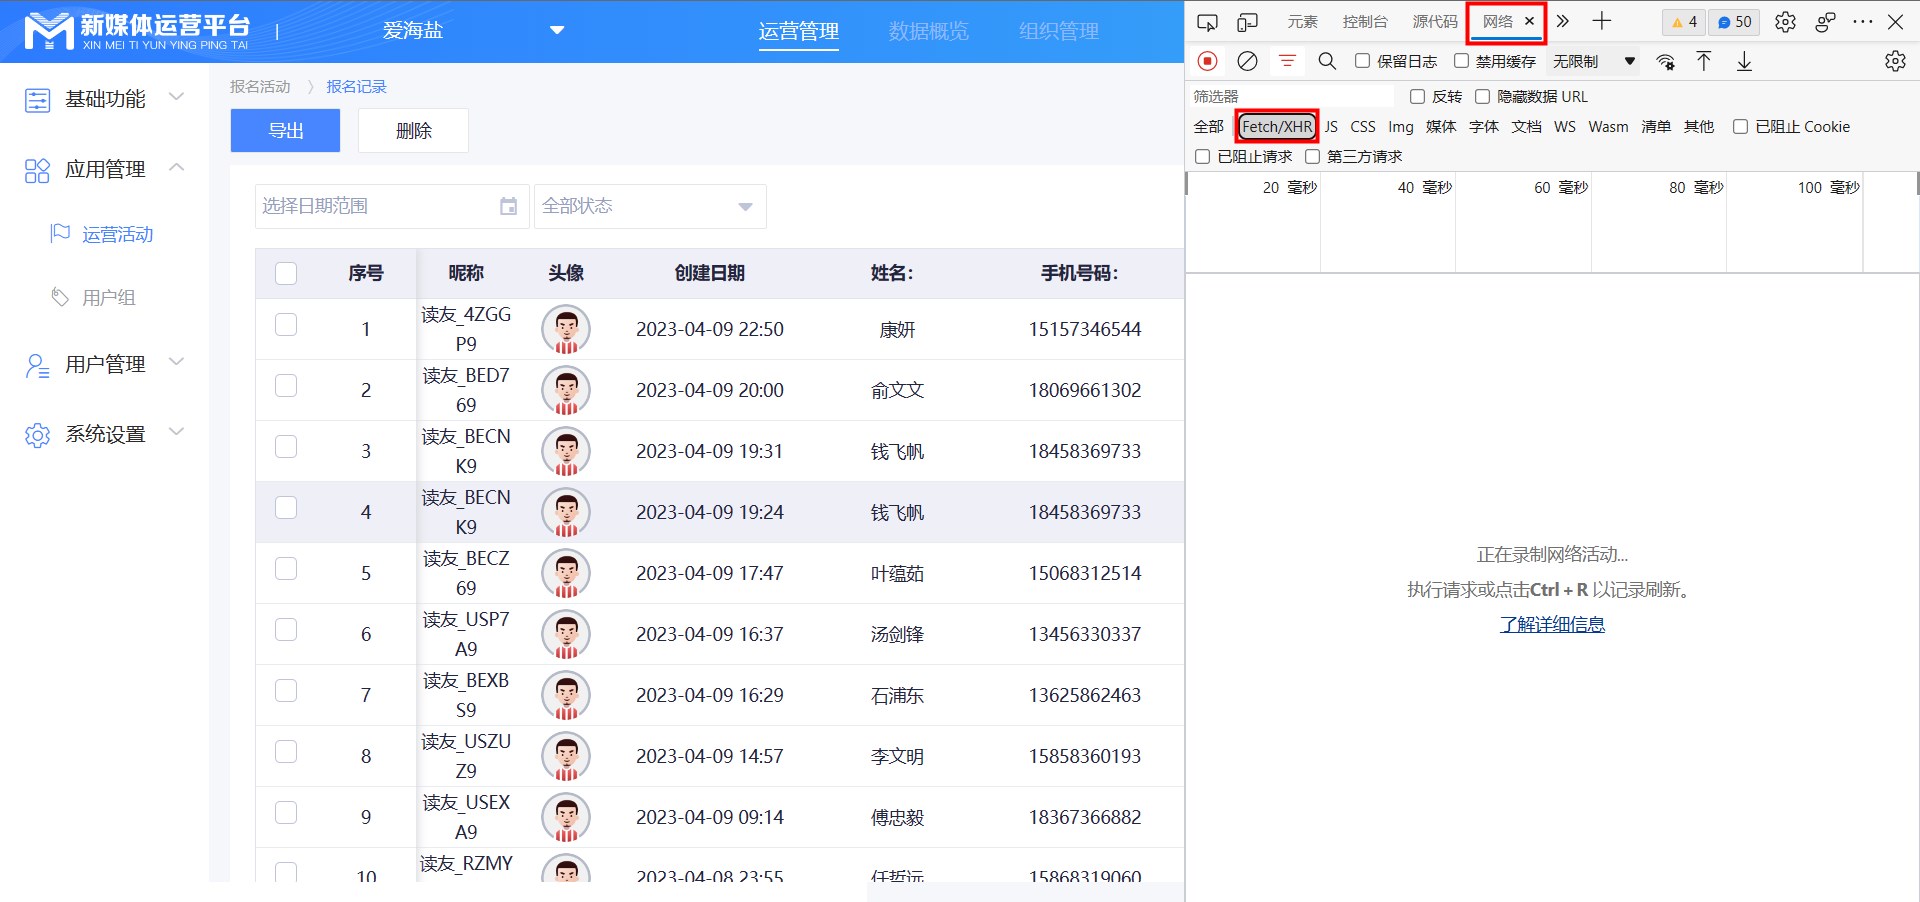 新媒体运营平台
XIN MEI TI YUN YING PING TAI
爱海盐
运营管理 数据概览 组织管理
基础功能
应用管理
运营活动
用户组
用户管理
系统设置
报名活动 〉 报名记录
导出 删除
选择日期范围 全部状态
序号 昵称 头像 创建日期 姓名: 手机号码:
1 读友_4ZGGP9 2023-04-09 22:50 康妍 15157346544
2 读友_BED769 2023-04-09 20:00 俞文文 18069661302
3 读友_BECNK9 2023-04-09 19:31 钱飞帆 18458369733
4 读友_BECNK9 2023-04-09 19:24 钱飞帆 18458369733
5 读友_BECZ69 2023-04-09 17:47 叶蕴茹 15068312514
6 读友_USP7A9 2023-04-09 16:37 汤剑锋 13456330337
7 读友_BEXBS9 2023-04-09 16:29 石浦东 13625862463
8 读友_USZUZ9 2023-04-09 14:57 李文明 15858360193
9 读友_USEXA9 2023-04-09 09:14 傅忠毅 18367366882
10 读友_RZMY 2023-04-08 23:55 任哲远 15868319060
元素 控制台 源代码 网络 4 50
保留日志 禁用缓存 无限制
筛选器 反转 隐藏数据 URL
全部 Fetch/XHR JS CSS Img 媒体 字体 文档 WS Wasm 清单 其他 已阻止 Cookie
已阻止请求 第三方请求
20 毫秒 40 毫秒 60 毫秒 80 毫秒 100 毫秒
正在录制网络活动...
执行请求或点击Ctrl + R 以记录刷新。
了解详细信息